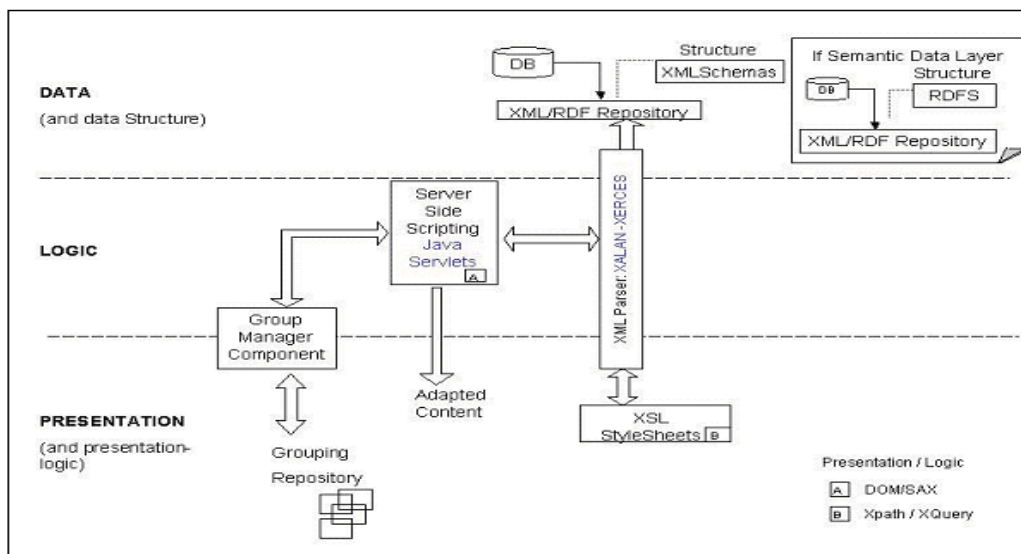 DATA
(and data Structure)
DB
Structure
XMLSchemas
XML/RDF Repository
If Semantic Data Layer
Structure
DB
RDFS
XML/RDF Repository
LOGIC
Server
Side
Scripting
Java
Servlets
A
XML Parser: XALAN-XERCES
Group
Manager
Component
PRESENTATION
(and presentation-
logic)
Adapted
Content
XSL
StyleSheets
B
Grouping
Repository
Presentation / Logic
A DOM/SAX
B Xpath / XQuery